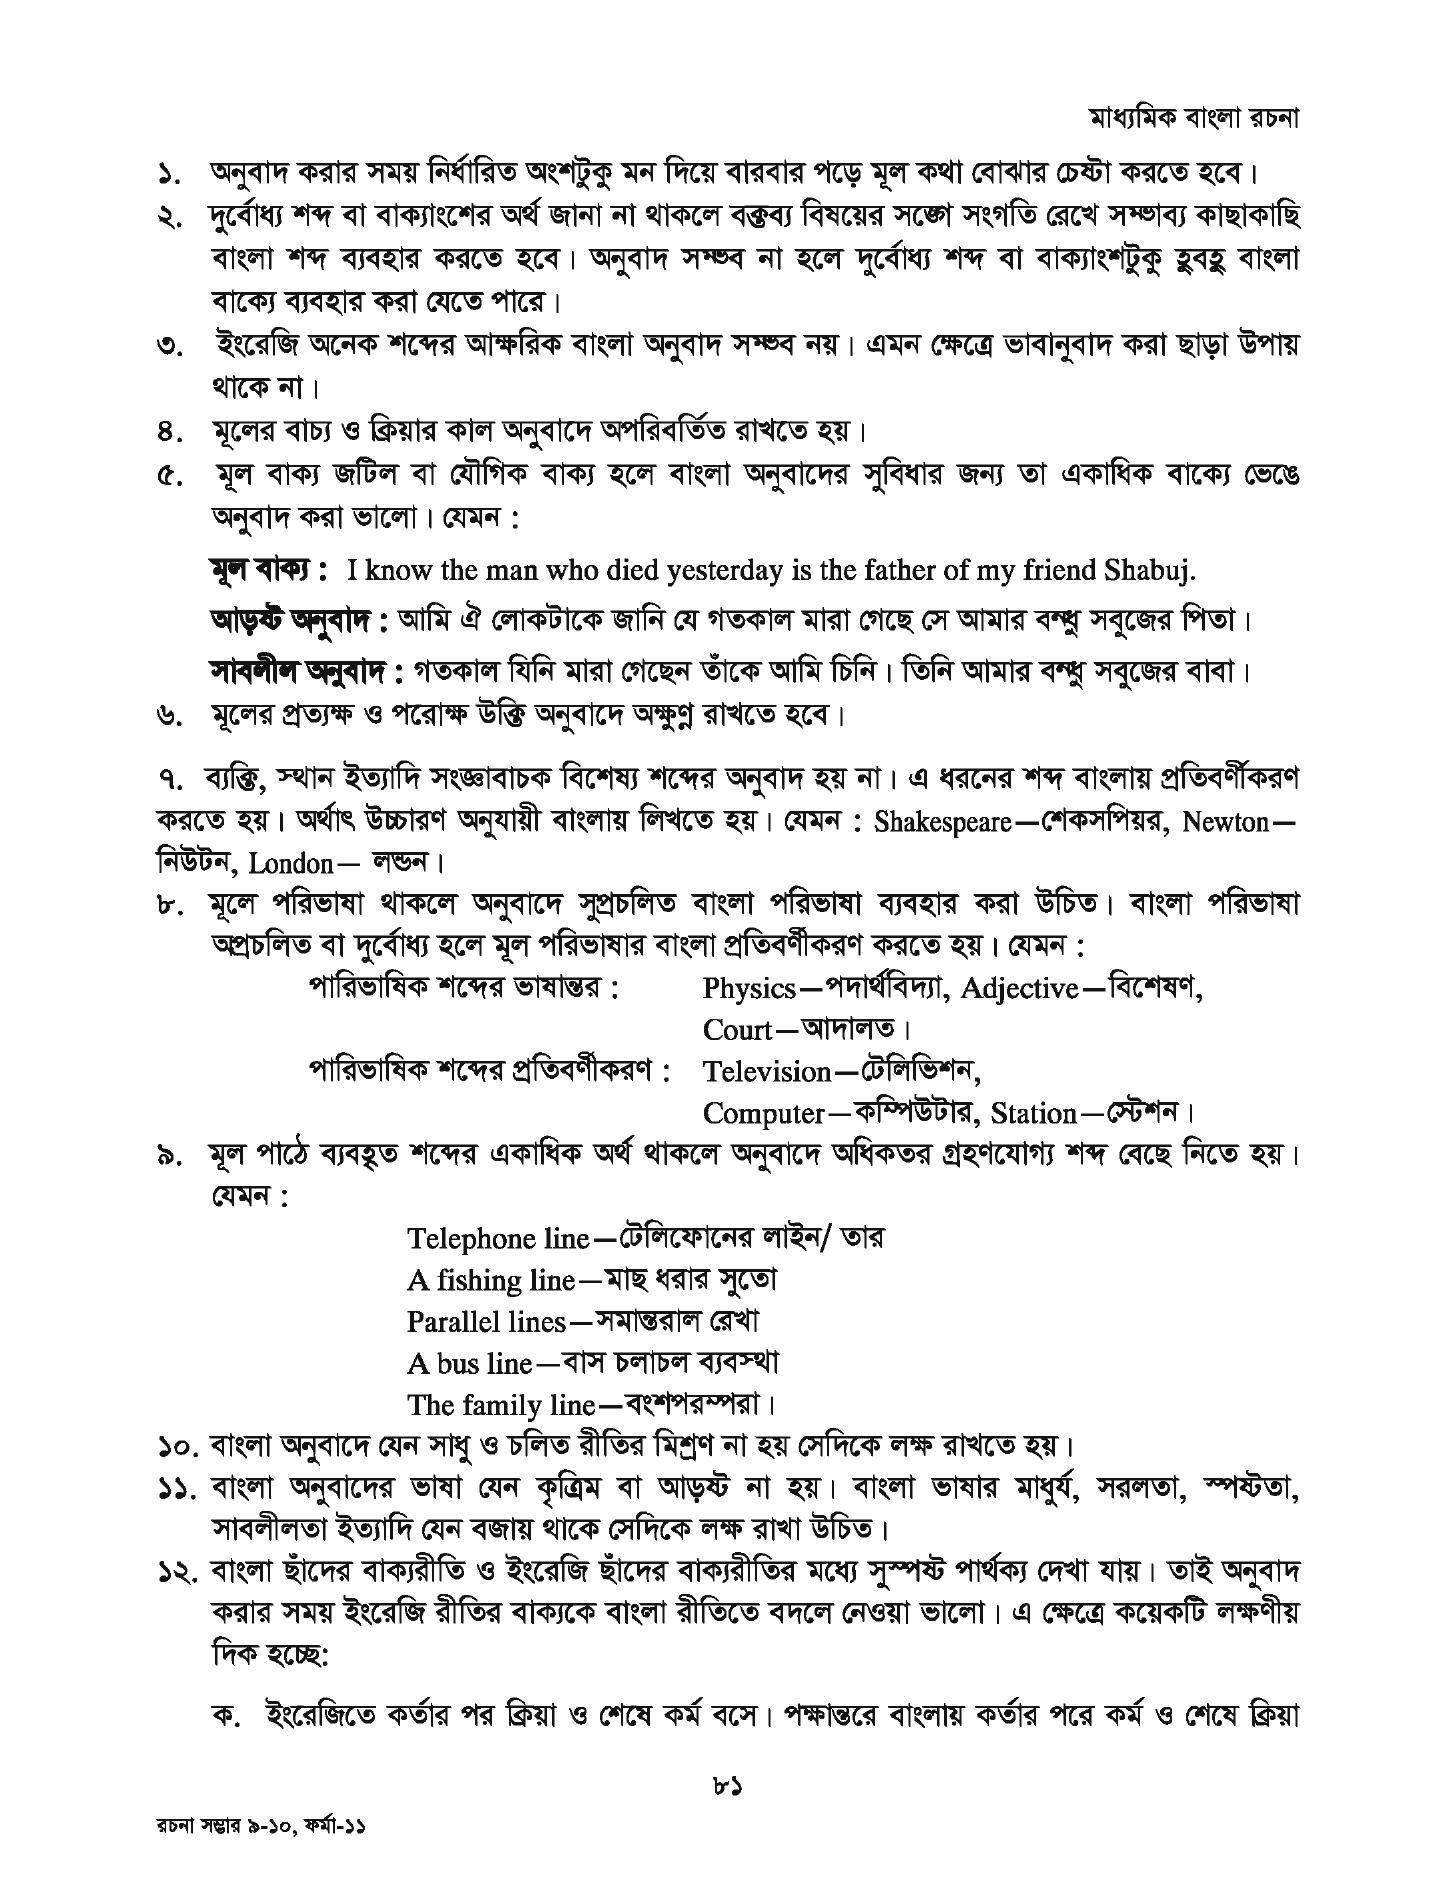 মাধ্যমিক বাংলা রচনা
১. অনুবাদ করার সময় নির্ধারিত অংশটুকু মন দিয়ে বারবার পড়ে মূল কথা বোঝার চেষ্টা করতে হবে।
২. দুর্বোধ্য শব্দ বা বাক্যাংশের অর্থ জানা না থাকলে বক্তব্য বিষয়ের সঙ্গে সংগতি রেখে সম্ভাব্য কাছাকাছি
বাংলা শব্দ ব্যবহার করতে হবে। অনুবাদ সম্ভব না হলে দুর্বোধ্য শব্দ বা বাক্যাংশটুকু হুবহু বাংলা
বাক্যে ব্যবহার করা যেতে পারে।
৩. ইংরেজি অনেক শব্দের আক্ষরিক বাংলা অনুবাদ সম্ভব নয়। এমন ক্ষেত্রে ভাবানুবাদ করা ছাড়া উপায়
থাকে না।
৪. মূলের বাচ্য ও ক্রিয়ার কাল অনুবাদে অপরিবর্তিত রাখতে হয়।
৫. মূল বাক্য জটিল বা যৌগিক বাক্য হলে বাংলা অনুবাদের সুবিধার জন্য তা একাধিক বাক্যে ভেঙে
অনুবাদ করা ভালো। যেমন :
মূল বাক্য : I know the man who died yesterday is the father of my friend Shabuj.
আড়ষ্ট অনুবাদ : আমি ঐ লোকটাকে জানি যে গতকাল মারা গেছে সে আমার বন্ধু সবুজের পিতা।
সাবলীল অনুবাদ : গতকাল যিনি মারা গেছেন তাঁকে আমি চিনি। তিনি আমার বন্ধু সবুজের বাবা।
৬. মূলের প্রত্যক্ষ ও পরোক্ষ উক্তি অনুবাদে অক্ষুণ্ণ রাখতে হবে।
৭. ব্যক্তি, স্থান ইত্যাদি সংজ্ঞাবাচক বিশেষ্য শব্দের অনুবাদ হয় না। এ ধরনের শব্দ বাংলায় প্রতিবর্ণীকরণ
করতে হয়। অর্থাৎ উচ্চারণ অনুযায়ী বাংলায় লিখতে হয়। যেমন : Shakespeare—শেকসপিয়র, Newton—
নিউটন, London— লন্ডন।
৮. মূলে পরিভাষা থাকলে অনুবাদে সুপ্রচলিত বাংলা পরিভাষা ব্যবহার করা উচিত। বাংলা পরিভাষা
অপ্রচলিত বা দুর্বোধ্য হলে মূল পরিভাষার বাংলা প্রতিবর্ণীকরণ করতে হয়। যেমন :
পারিভাষিক শব্দের ভাষান্তর : Physics—পদার্থবিদ্যা, Adjective—বিশেষণ,
Court—আদালত।
পারিভাষিক শব্দের প্রতিবর্ণীকরণ : Television—টেলিভিশন,
Computer—কম্পিউটার, Station—স্টেশন।
৯. মূল পাঠে ব্যবহৃত শব্দের একাধিক অর্থ থাকলে অনুবাদে অধিকতর গ্রহণযোগ্য শব্দ বেছে নিতে হয়।
যেমন :
Telephone line—টেলিফোনের লাইন/ তার
A fishing line—মাছ ধরার সুতো
Parallel lines—সমান্তরাল রেখা
A bus line—বাস চলাচল ব্যবস্থা
The family line—বংশপরম্পরা।
১০. বাংলা অনুবাদে যেন সাধু ও চলিত রীতির মিশ্রণ না হয় সেদিকে লক্ষ রাখতে হয়।
১১. বাংলা অনুবাদের ভাষা যেন কৃত্রিম বা আড়ষ্ট না হয়। বাংলা ভাষার মাধুর্য, সরলতা, স্পষ্টতা,
সাবলীলতা ইত্যাদি যেন বজায় থাকে সেদিকে লক্ষ রাখা উচিত।
১২. বাংলা ছাঁদের বাক্যরীতি ও ইংরেজি ছাঁদের বাক্যরীতির মধ্যে সুস্পষ্ট পার্থক্য দেখা যায়। তাই অনুবাদ
করার সময় ইংরেজি রীতির বাক্যকে বাংলা রীতিতে বদলে নেওয়া ভালো। এ ক্ষেত্রে কয়েকটি লক্ষণীয়
দিক হচ্ছে:
ক. ইংরেজিতে কর্তার পর ক্রিয়া ও শেষে কর্ম বসে। পক্ষান্তরে বাংলায় কর্তার পরে কর্ম ও শেষে ক্রিয়া
৮১
রচনা সম্ভার ৯-১০, ফর্মা-১১